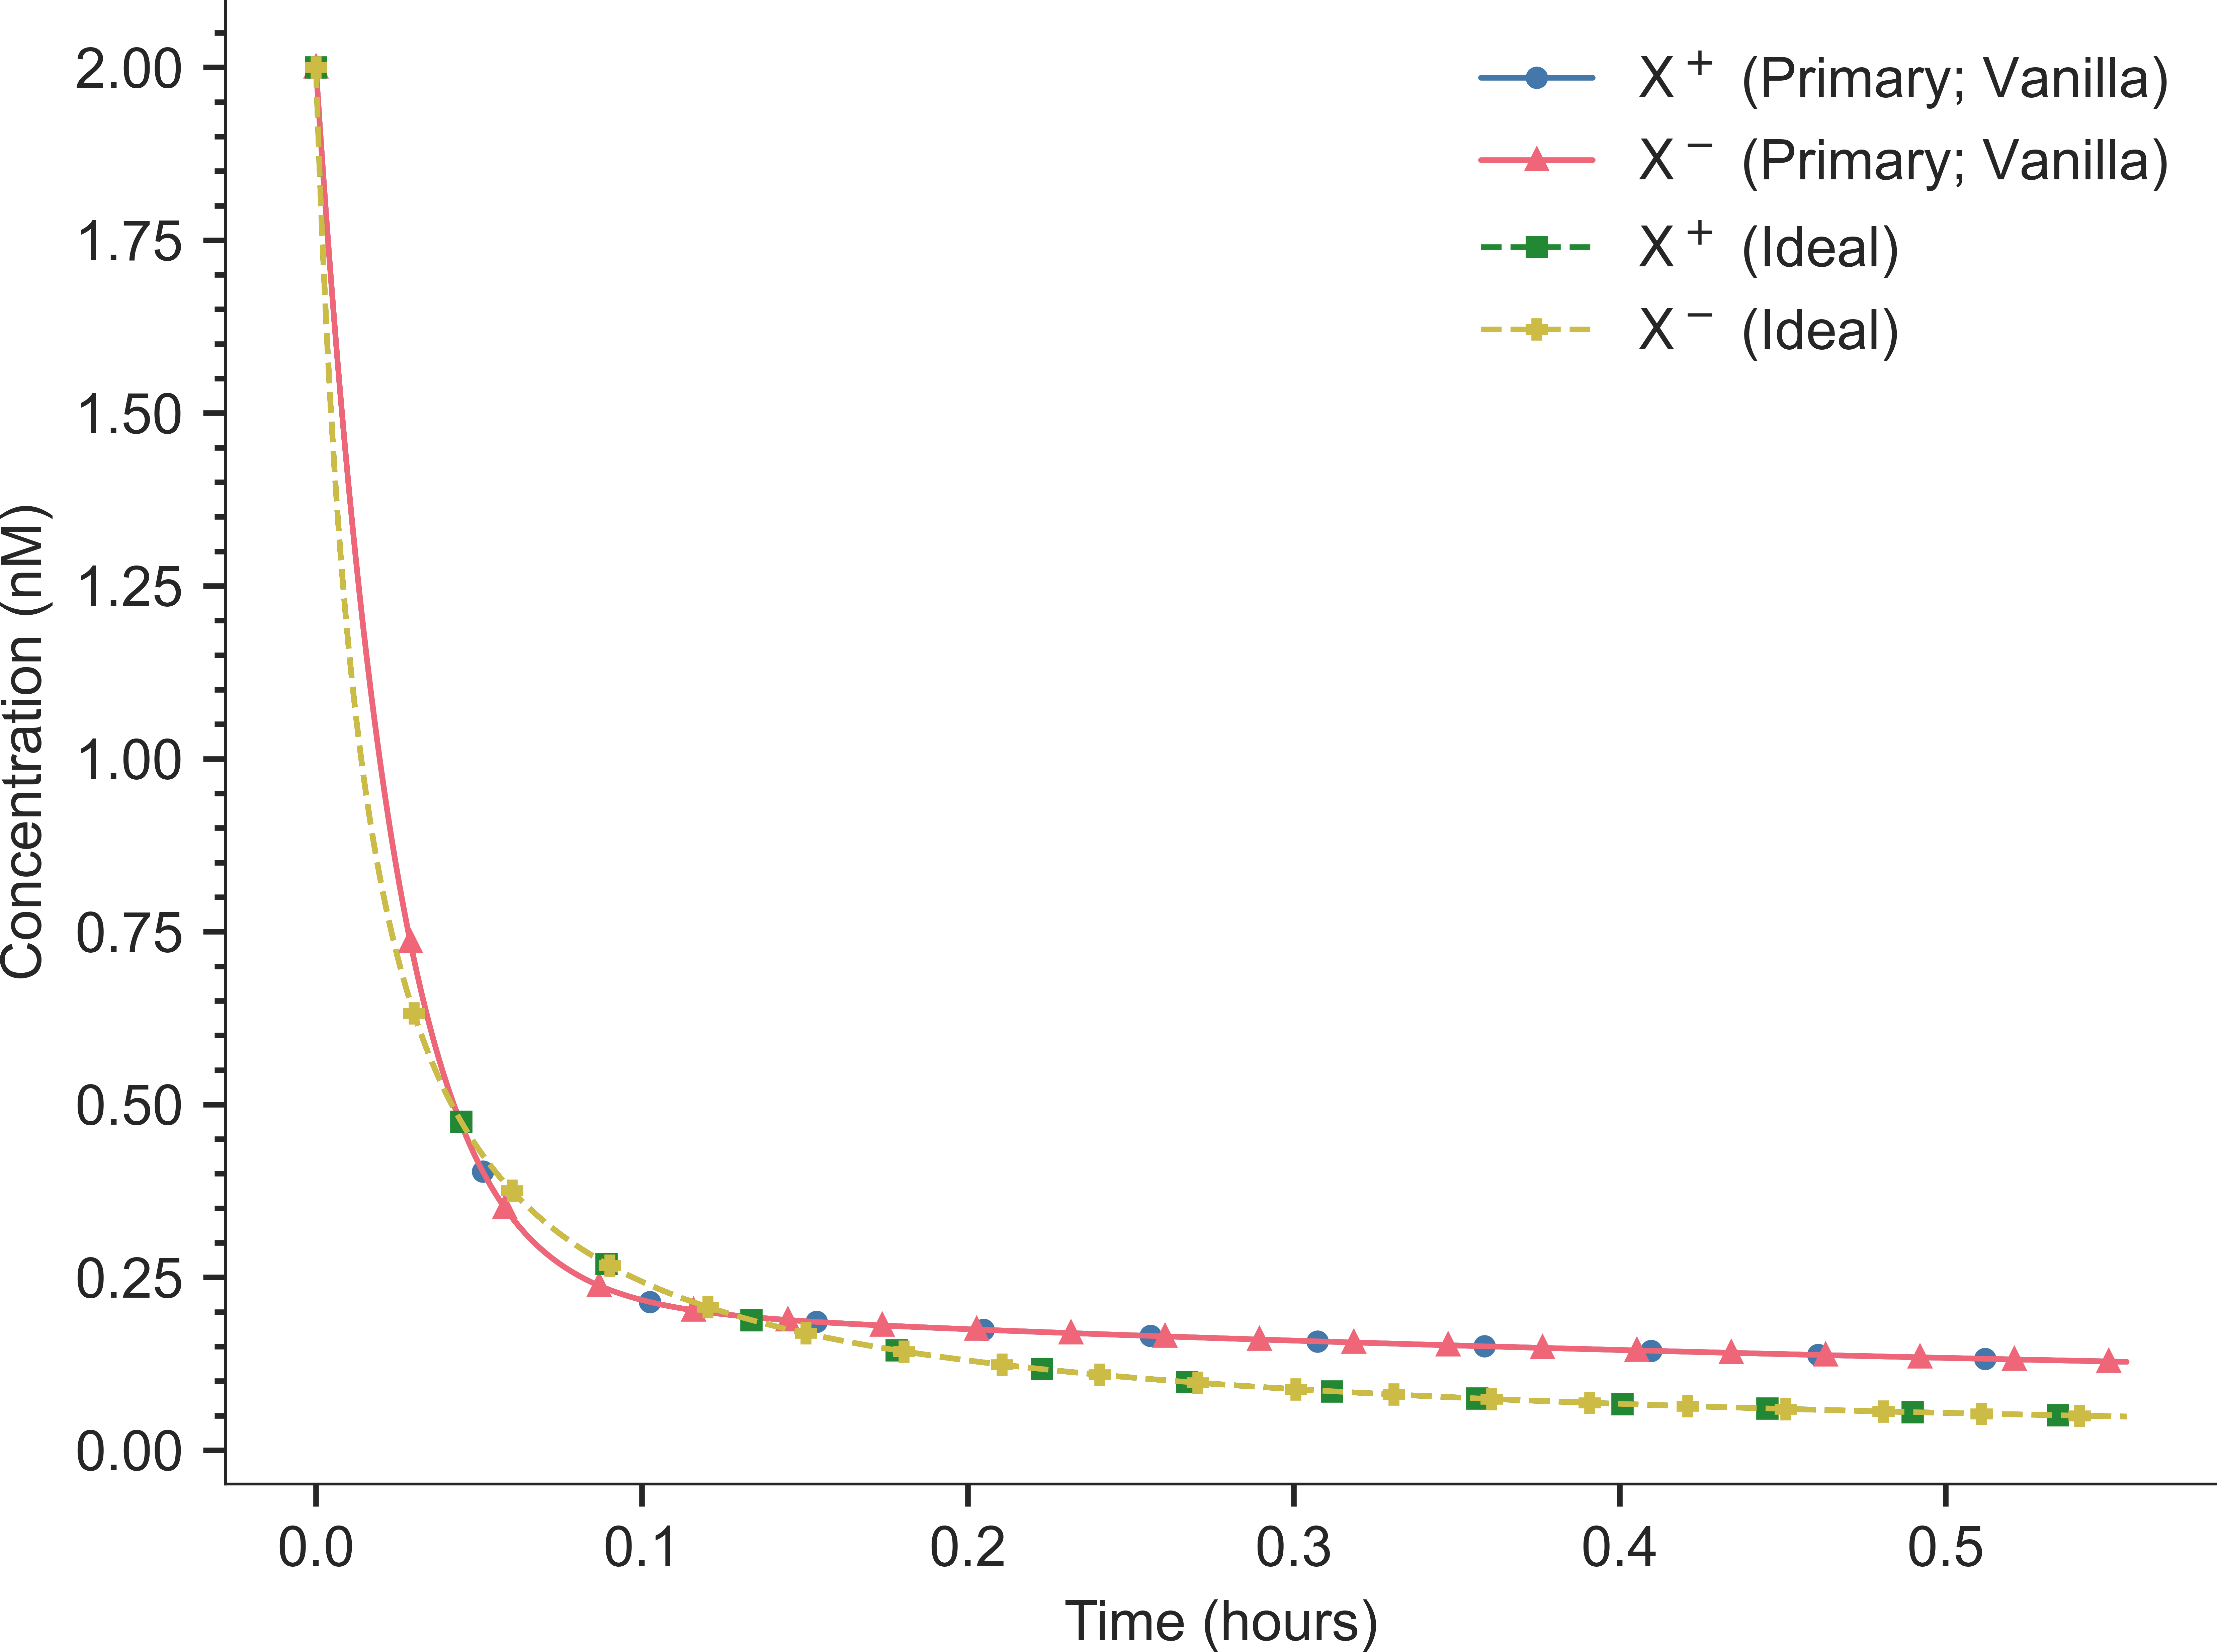 2.00
1.75
1.50
1.25
1.00
0.75
0.50
0.25
0.00
Concentration (nM)
X⁺ (Primary; Vanilla)
X⁻ (Primary; Vanilla)
X⁺ (Ideal)
X⁻ (Ideal)
0.0 0.1 0.2 0.3 0.4 0.5
Time (hours)